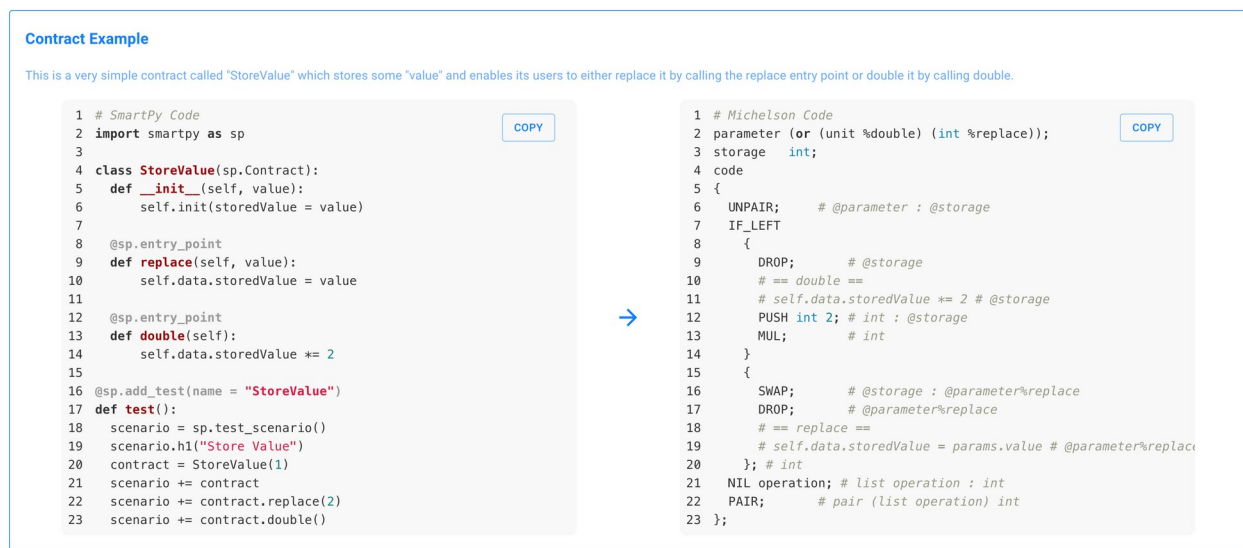 Contract Example
This is a very simple contract called "StoreValue" which stores some "value" and enables its users to either replace it by calling the replace entry point or double it by calling double.
COPY
1 # SmartPy Code
2 import smartpy as sp
3
4 class StoreValue(sp.Contract):
5   def __init__(self, value):
6       self.init(storedValue = value)
7
8   @sp.entry_point
9   def replace(self, value):
10       self.data.storedValue = value
11
12   @sp.entry_point
13   def double(self):
14       self.data.storedValue *= 2
15
16 @sp.add_test(name = "StoreValue")
17 def test():
18   scenario = sp.test_scenario()
19   scenario.h1("Store Value")
20   contract = StoreValue(1)
21   scenario += contract
22   scenario += contract.replace(2)
23   scenario += contract.double()
COPY
1 # Michelson Code
2 parameter (or (unit %double) (int %replace));
3 storage   int;
4 code
5 {
6   UNPAIR;     # @parameter : @storage
7   IF_LEFT
8     {
9       DROP;       # @storage
10       # == double ==
11       # self.data.storedValue *= 2 # @storage
12       PUSH int 2; # int : @storage
13       MUL;        # int
14     }
15     {
16       SWAP;       # @storage : @parameter%replace
17       DROP;       # @parameter%replace
18       # == replace ==
19       # self.data.storedValue = params.value # @parameter%replace
20     }; # int
21   NIL operation; # list operation : int
22   PAIR;       # pair (list operation) int
23 };